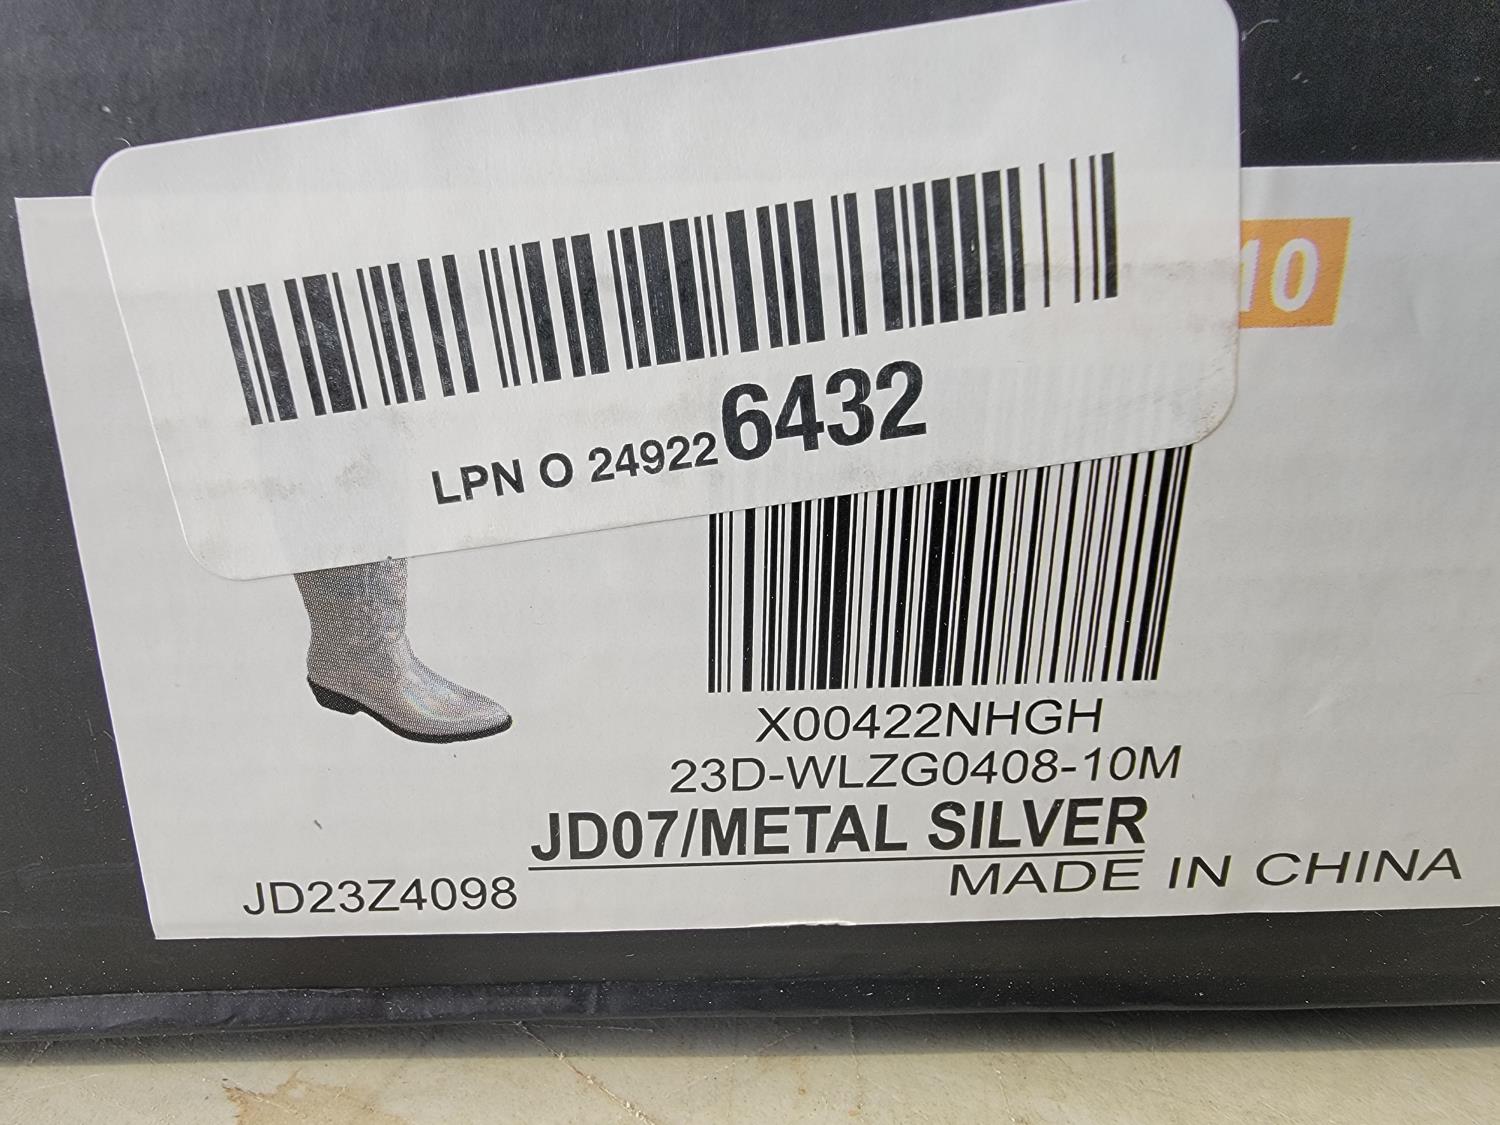 10
LPN O 249226432
X00422NHGH
23D-WLZG0408-10M
JD07/METAL SILVER
MADE IN CHINA
JD23Z4098